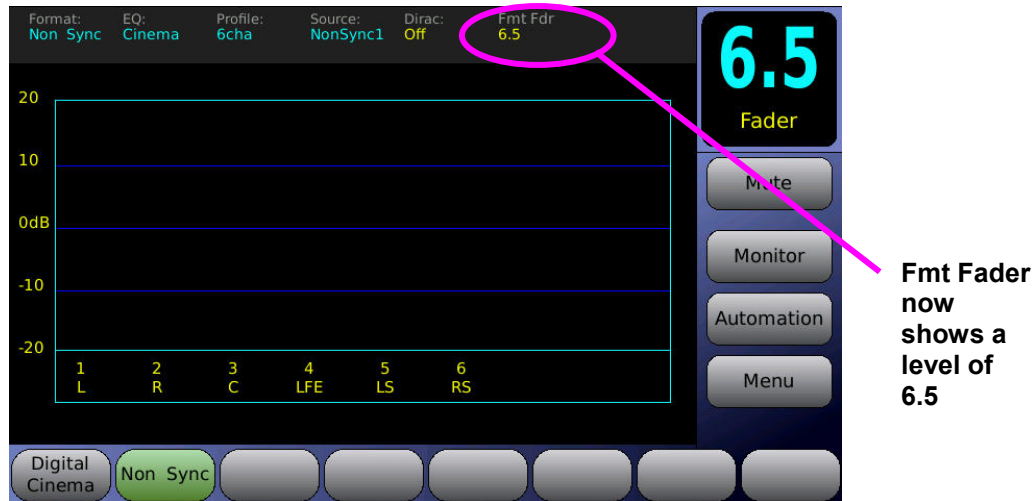 Format: EQ: Profile: Source: Dirac: Fmt Fdr
Non Sync Cinema 6cha NonSync1 Off 6.5
6.5
Fader
20
10
0dB
-10
-20
1 2 3 4 5 6
L R C LFE LS RS
Mute
Monitor
Automation
Menu
Fmt Fader
now
shows a
level of
6.5
Digital
Cinema
Non Sync